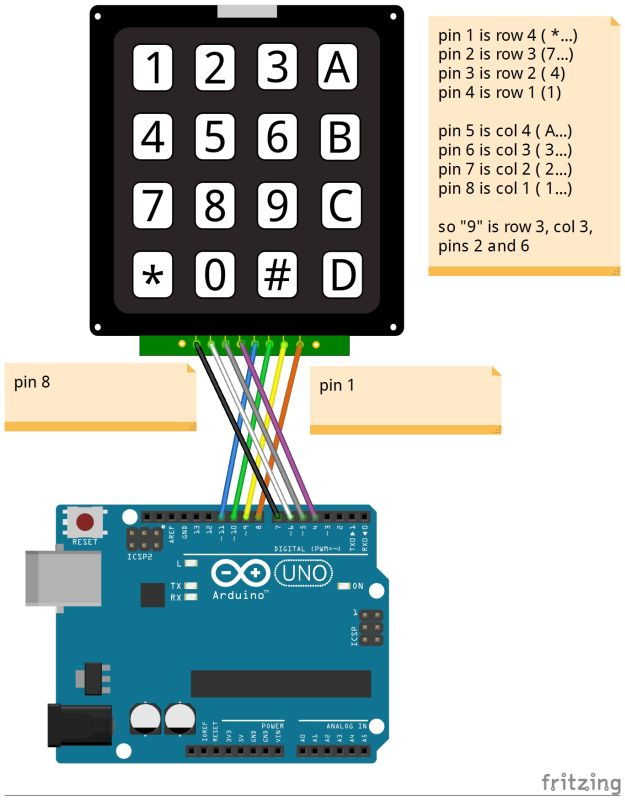 1 2 3 A
4 5 6 B
7 8 9 C
* 0 # D
pin 1 is row 4 ( *...)
pin 2 is row 3 (7...)
pin 3 is row 2 ( 4)
pin 4 is row 1 (1)
pin 5 is col 4 ( A...)
pin 6 is col 3 ( 3...)
pin 7 is col 2 ( 2...)
pin 8 is col 1 ( 1...)
so "9" is row 3, col 3,
pins 2 and 6
pin 8
pin 1
RESET
ICSP2
AREF
GND
13
12
~11
~10
~9
8
7
~6
~5
4
~3
2
TXD▶1
RXD◀0
DIGITAL (PWM=~)
L
TX
RX
UNO
Arduino™
ON
1
ICSP
POWER
ANALOG IN
IOREF
RESET
3V3
5V
GND
GND
VIN
A0
A1
A2
A3
A4
A5
fritzing